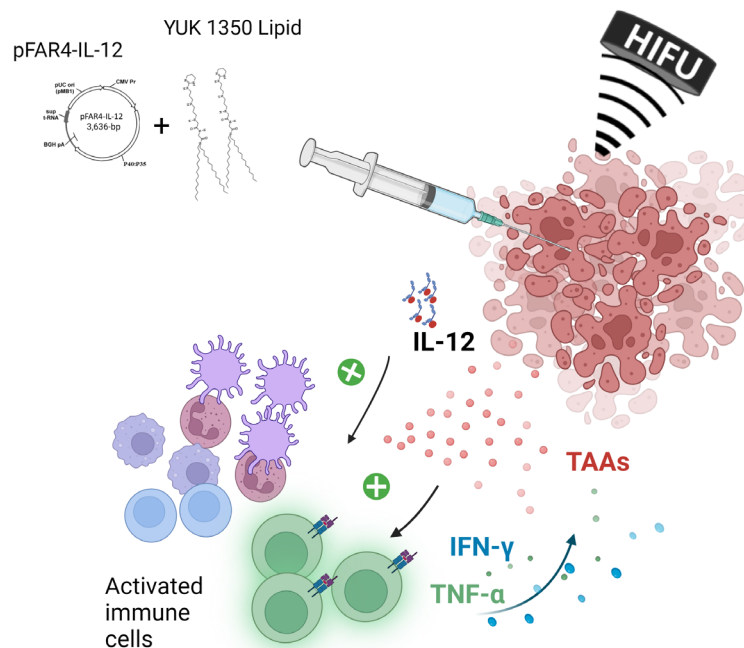 YUK 1350 Lipid
pFAR4-IL-12
pUC ori
(pMB1)
CMV Pr
sup
t-RNA
pFAR4-IL-12
3,636-bp
BGH pA
P40:P35
+
HIFU
IL-12
+
+
TAAs
IFN-γ
TNF-α
Activated
immune
cells